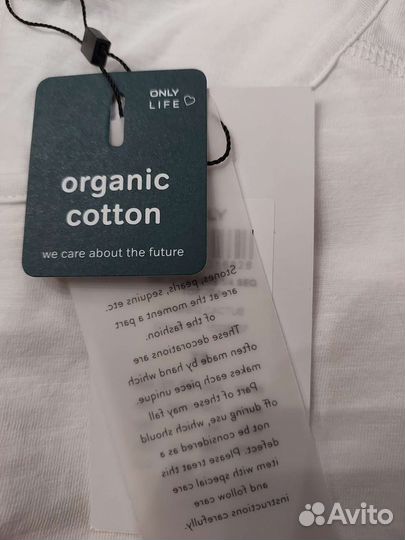 ONLY
LIFE
organic
cotton
we care about the future
ONLY
Stones, pearls, sequins etc.
are at the moment a part
of the fashion.
These decorations are
often made by hand which
makes each piece unique.
Part of these may fall
off during use, which should
not be considered as a
defect. Please treat this
item with special care
and follow care
instructions carefully.
Avito